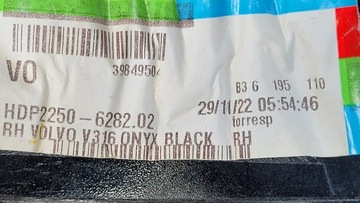 VO
39849504
B3 6 195 110
HDP2250-6282.02
29/11/22 05:54:46
torresp
RH VOLVO V316 ONYX BLACK RH